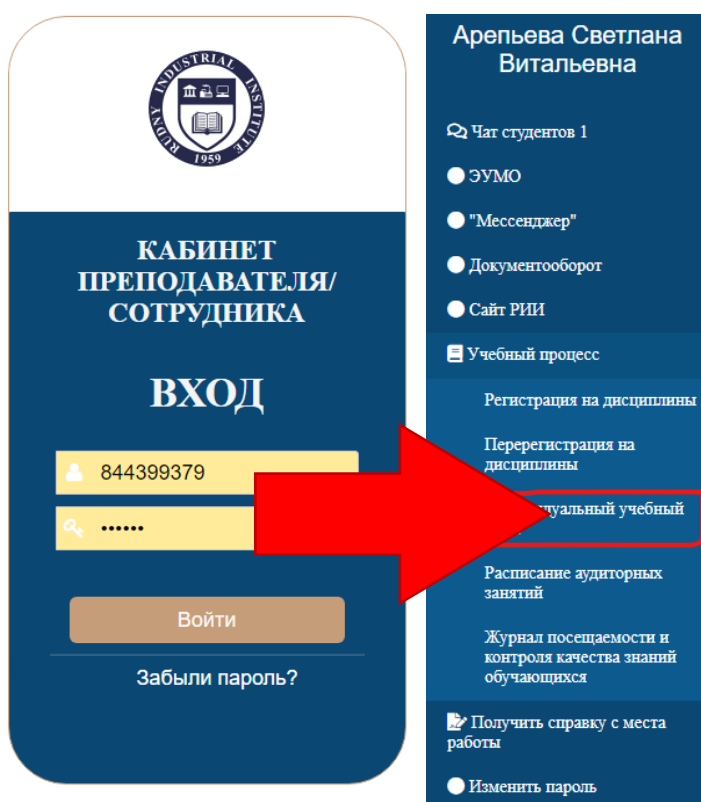 RUDNY INDUSTRIAL INSTITUTE
1959
КАБИНЕТ
ПРЕПОДАВАТЕЛЯ/
СОТРУДНИКА
ВХОД
844399379
••••••
Войти
Забыли пароль?
Арепьева Светлана
Витальевна
Чат студентов 1
ЭУМО
"Мессенджер"
Документооборот
Сайт РИИ
Учебный процесс
Регистрация на дисциплины
Перерегистрация на
дисциплины
учебный
Расписание аудиторных
занятий
Журнал посещаемости и
контроля качества знаний
обучающихся
Получить справку с места
работы
Изменить пароль